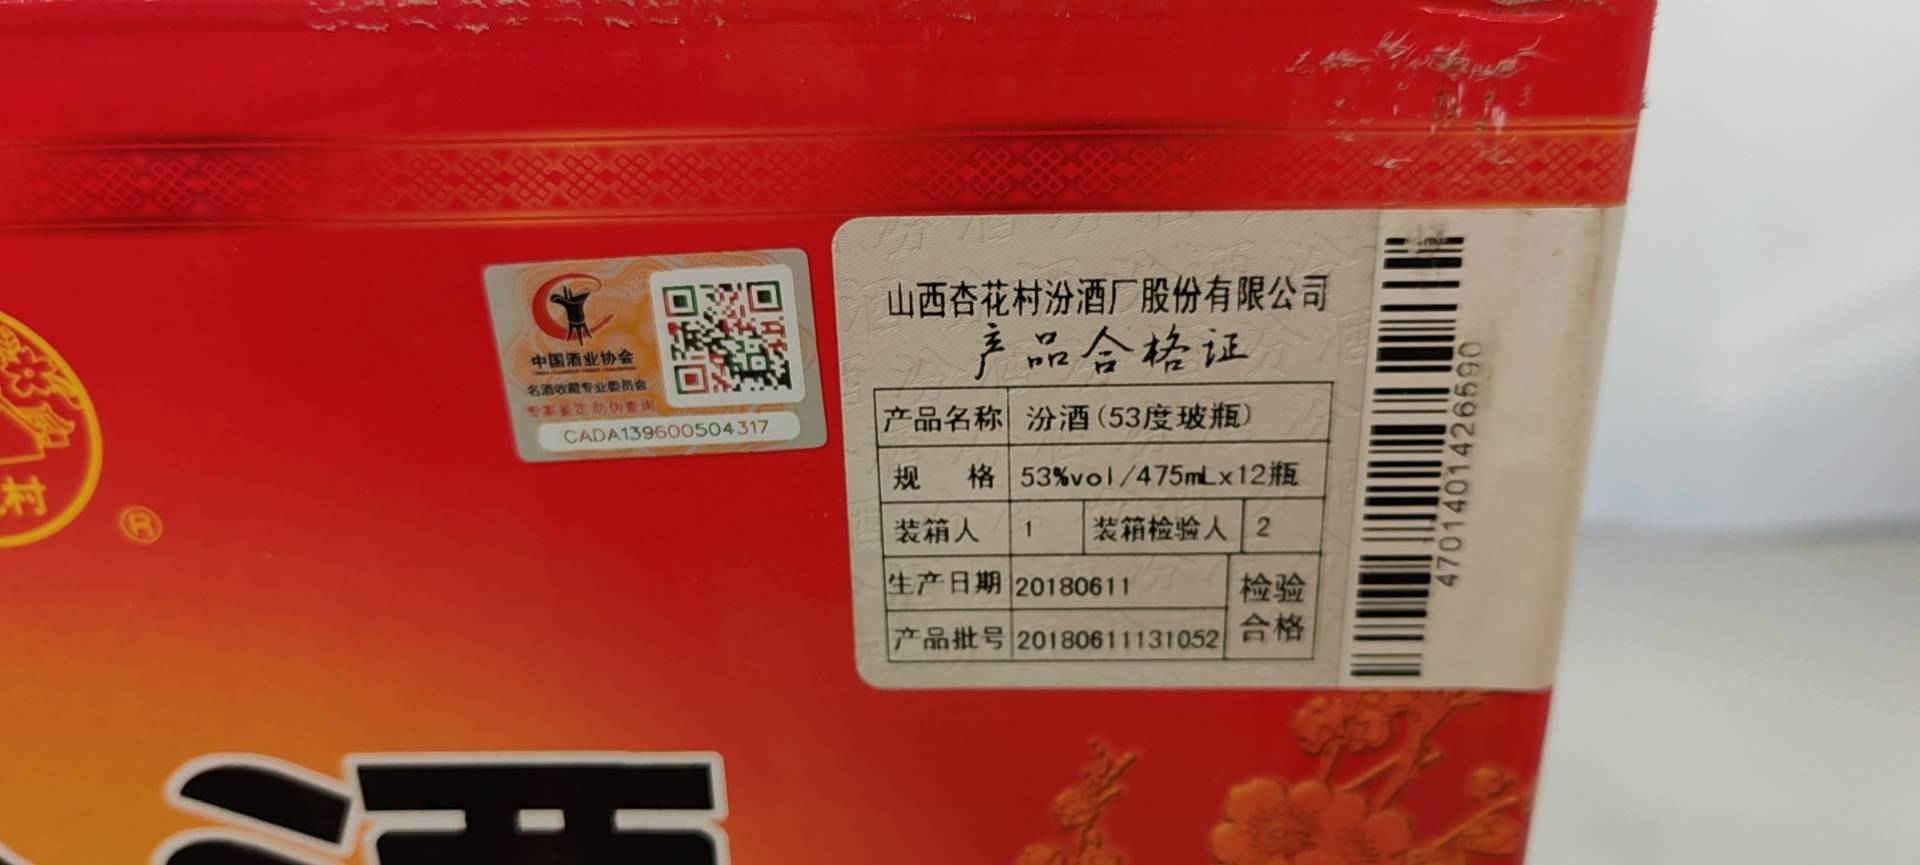 村
®
中国酒业协会
名酒收藏专业委员会
专家鉴定 防伪查询
CADA139600504317
山西杏花村汾酒厂股份有限公司
产品合格证
产品名称 汾酒(53度玻瓶)
规 格 53%vol/475mLx12瓶
装箱人 1 装箱检验人 2
生产日期 20180611 检验
产品批号 20180611131052 合格
4701401426590
酒